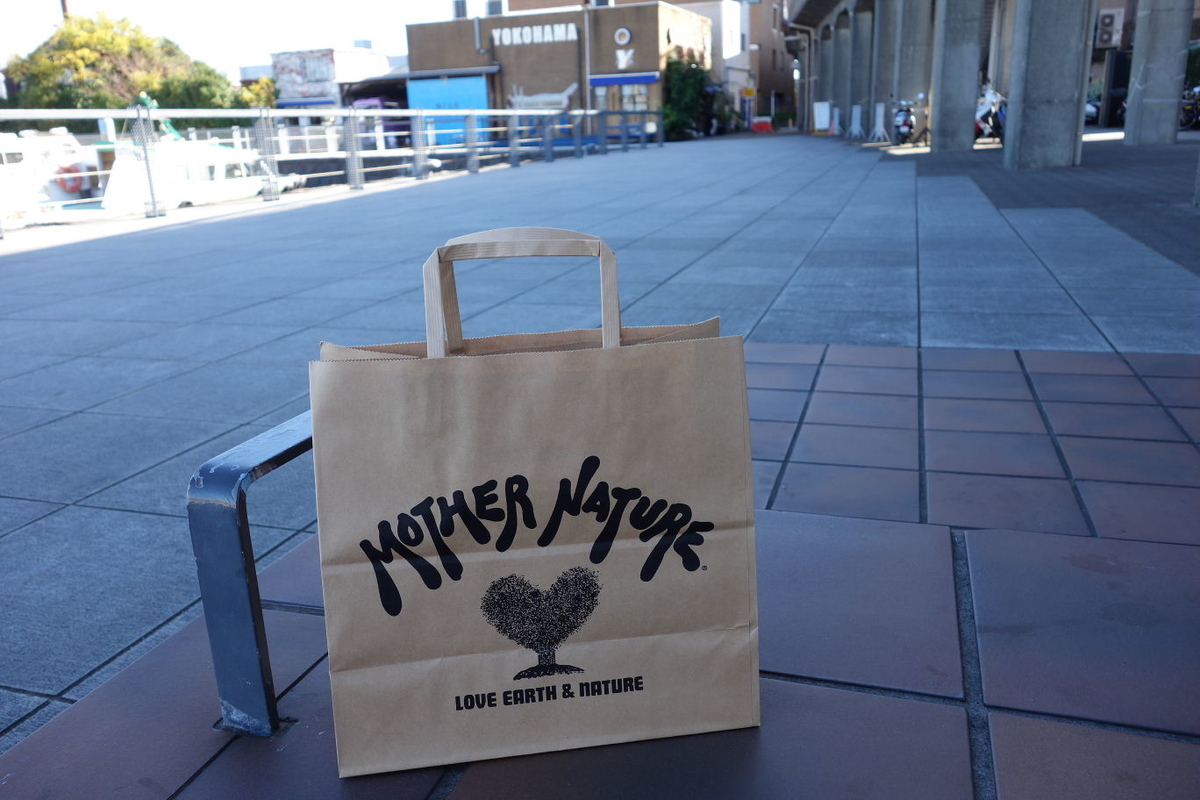 YOKOHAMA
Y
MOTHER NATURE®
LOVE EARTH & NATURE